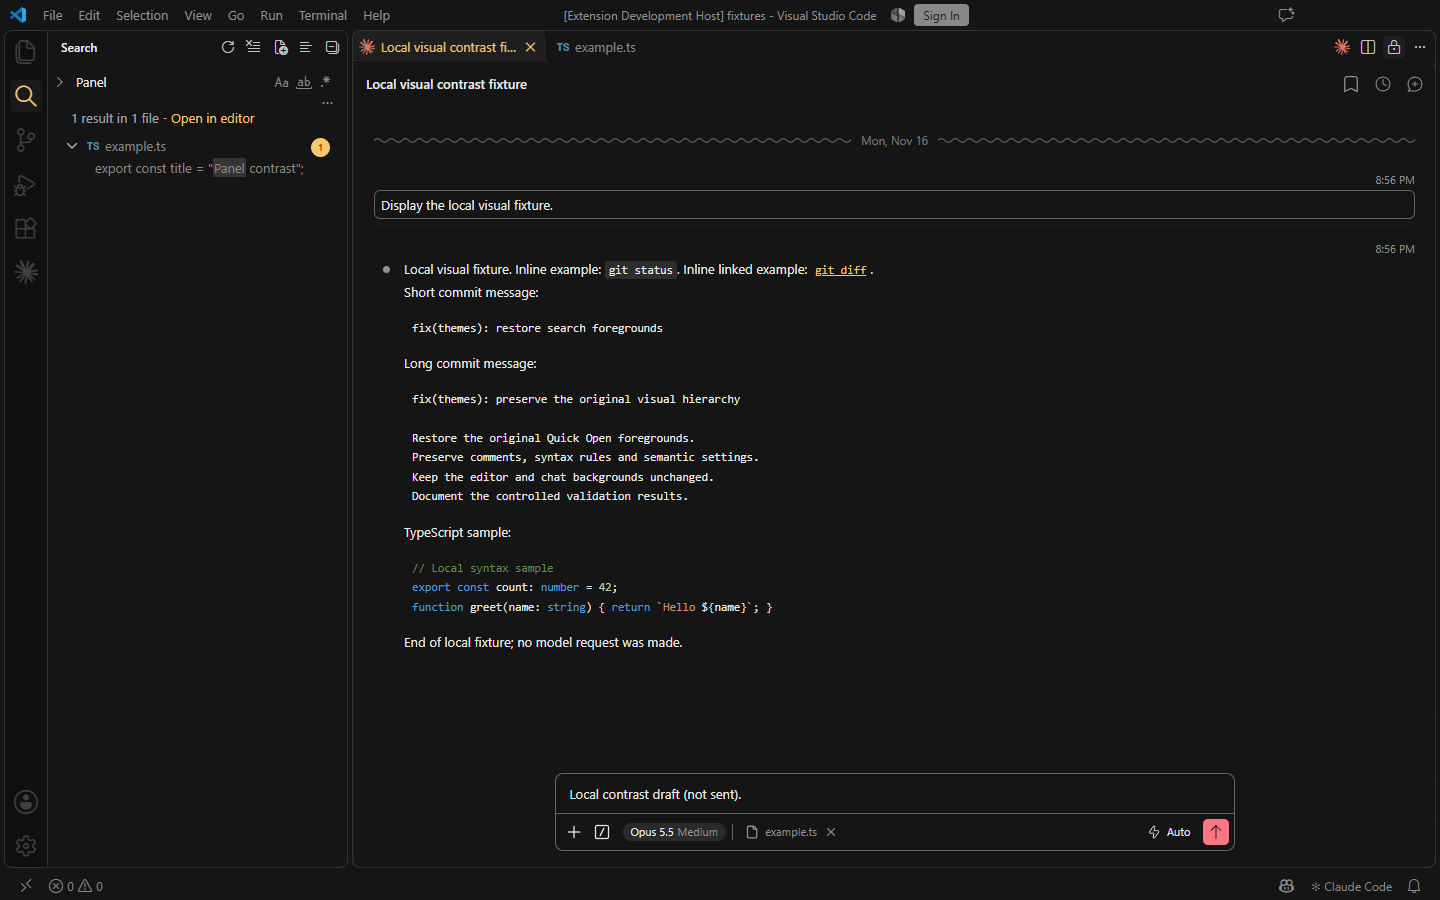 File Edit Selection View Go Run Terminal Help
[Extension Development Host] fixtures - Visual Studio Code
Sign In
Search
Panel
Aa ab .*
1 result in 1 file - Open in editor
TS example.ts
1
export const title = "Panel contrast";
Local visual contrast fi...
TS example.ts
Local visual contrast fixture
Mon, Nov 16
8:56 PM
Display the local visual fixture.
8:56 PM
Local visual fixture. Inline example: git status. Inline linked example: git diff.
Short commit message:
fix(themes): restore search foregrounds
Long commit message:
fix(themes): preserve the original visual hierarchy
Restore the original Quick Open foregrounds.
Preserve comments, syntax rules and semantic settings.
Keep the editor and chat backgrounds unchanged.
Document the controlled validation results.
TypeScript sample:
// Local syntax sample
export const count: number = 42;
function greet(name: string) { return `Hello ${name}`; }
End of local fixture; no model request was made.
Local contrast draft (not sent).
Opus 5.5 Medium
example.ts
Auto
0 0
Claude Code